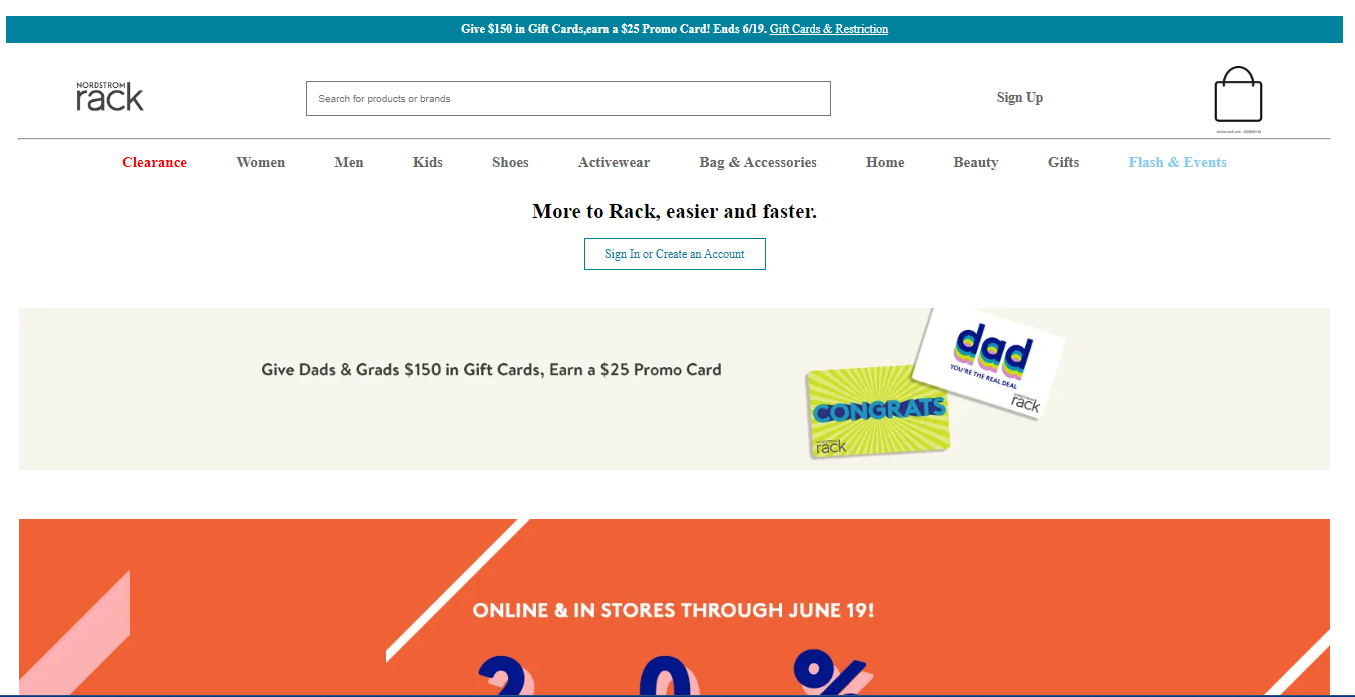 Give $150 in Gift Cards,earn a $25 Promo Card! Ends 6/19. Gift Cards & Restriction
NORDSTROM
rack
Search for products or brands
Sign Up
Clearance Women Men Kids Shoes Activewear Bag & Accessories Home Beauty Gifts Flash & Events
More to Rack, easier and faster.
Sign In or Create an Account
Give Dads & Grads $150 in Gift Cards, Earn a $25 Promo Card
dad
YOU'RE THE REAL DEAL
NORDSTROM
rack
CONGRATS
rack
ONLINE & IN STORES THROUGH JUNE 19!